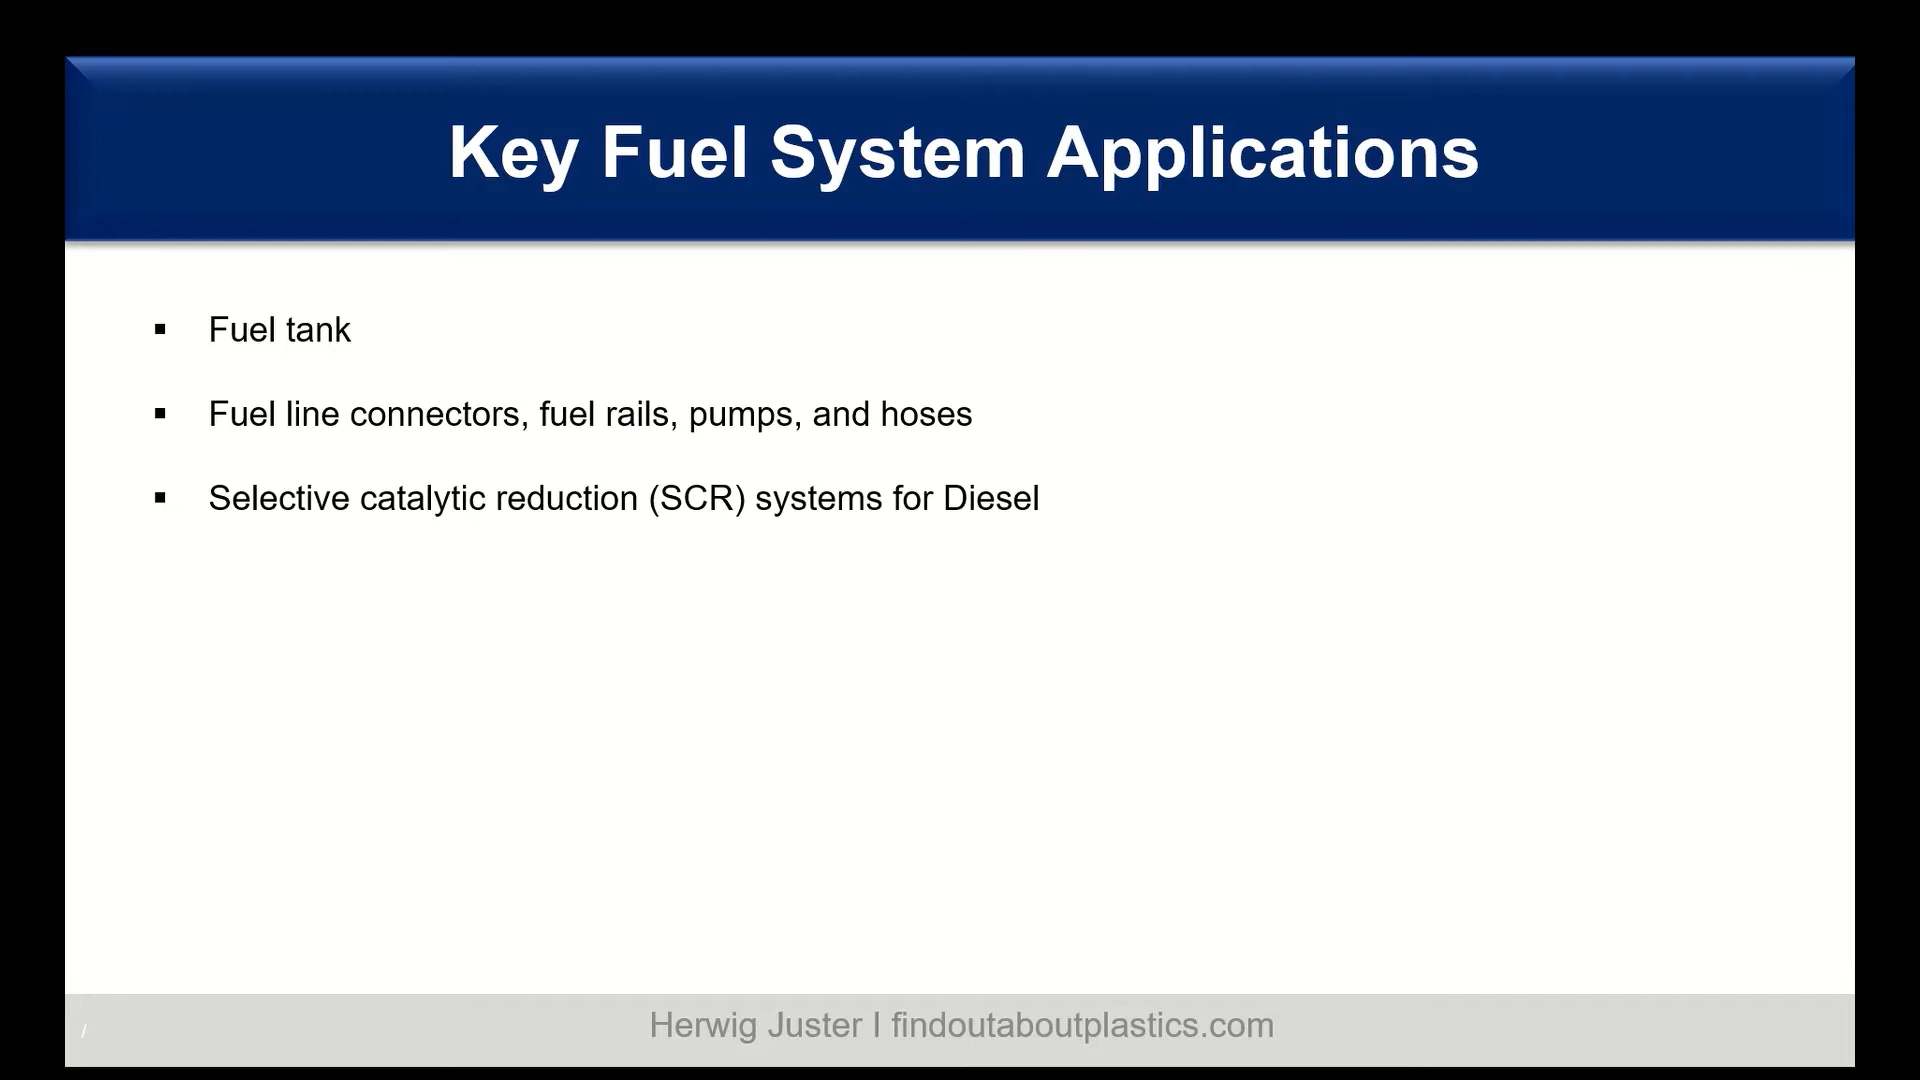 Key Fuel System Applications
▪ Fuel tank
▪ Fuel line connectors, fuel rails, pumps, and hoses
▪ Selective catalytic reduction (SCR) systems for Diesel
/
Herwig Juster I findoutaboutplastics.com